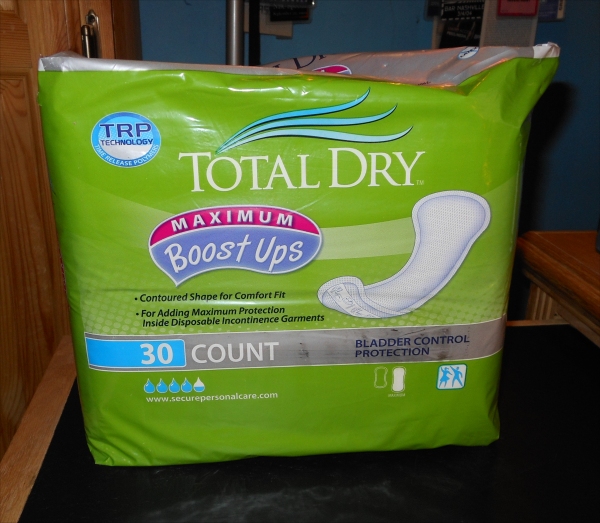 TRP
TECHNOLOGY
TOTAL DRY™
MAXIMUM
Boost Ups
• Contoured Shape for Comfort Fit
• For Adding Maximum Protection
Inside Disposable Incontinence Garments
30 COUNT
BLADDER CONTROL
PROTECTION
www.securepersonalcare.com